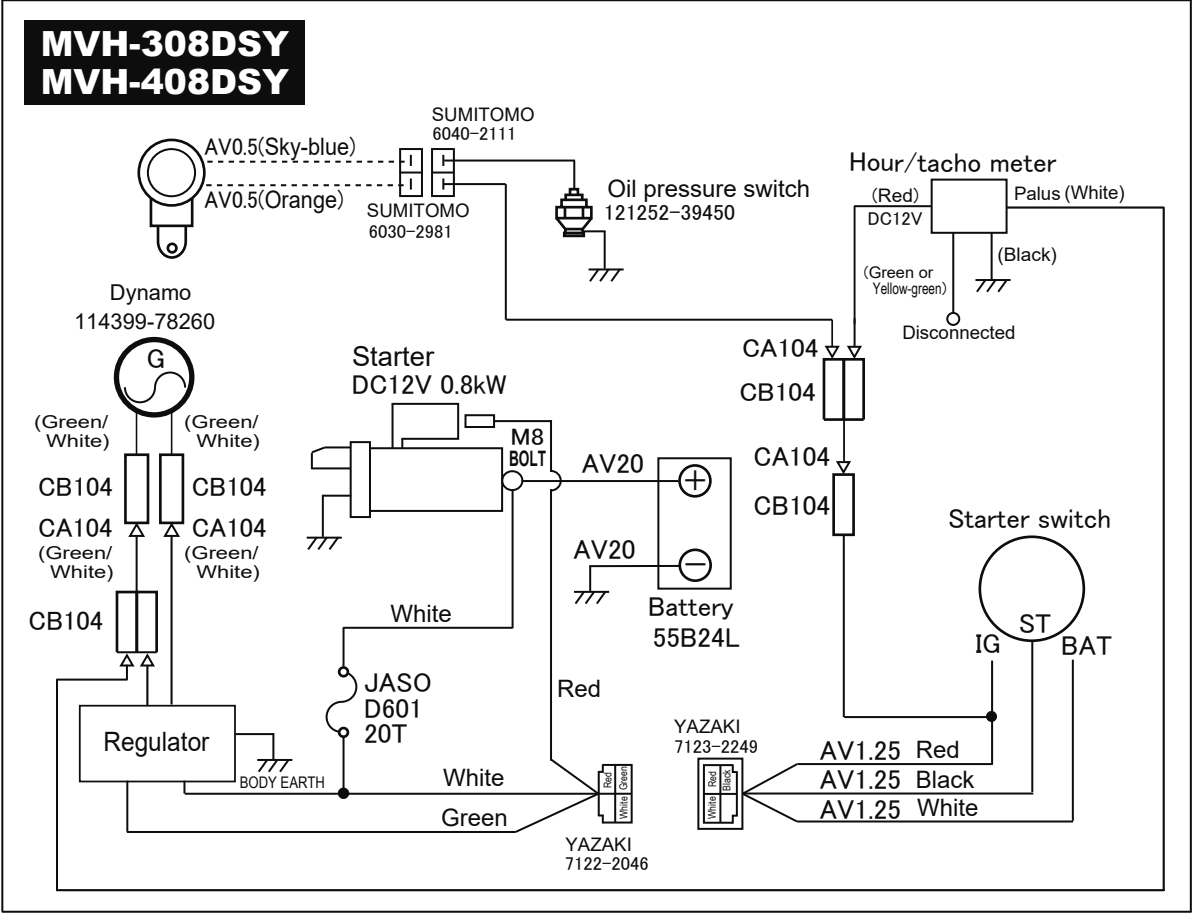 MVH-308DSY
MVH-408DSY
SUMITOMO
6040-2111
AV0.5(Sky-blue)
AV0.5(Orange)
SUMITOMO
6030-2981
Oil pressure switch
121252-39450
Hour/tacho meter
(Red)
DC12V
Palus (White)
(Black)
(Green or
Yellow-green)
Disconnected
Dynamo
114399-78260
G
(Green/
White)
(Green/
White)
CB104
CB104
CA104
CA104
(Green/
White)
(Green/
White)
CB104
Starter
DC12V 0.8kW
M8
BOLT
AV20
AV20
Battery
55B24L
CA104
CB104
CA104
CB104
Starter switch
IG
ST
BAT
White
JASO
D601
20T
Red
Regulator
BODY EARTH
White
Green
Red
Green
White
YAZAKI
7122-2046
YAZAKI
7123-2249
Red
Black
White
AV1.25 Red
AV1.25 Black
AV1.25 White